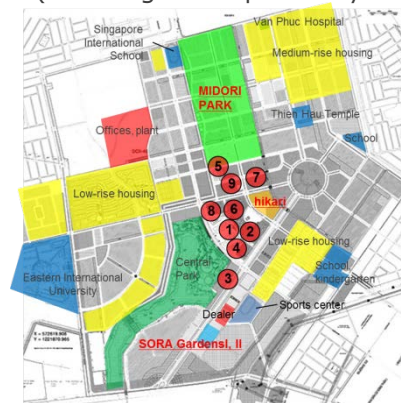 Van Phuc Hospital
Singapore
International
School
Medium-rise housing
MIDORI
PARK
Thien Hau Temple
Offices, plant
School
5
7
9
Low-rise housing
hikari
8
6
1
2
4
Low-rise housing
Central
Park
School,
kindergarten
Eastern International
University
3
Sports center
Dealer
SORA GardensI, II